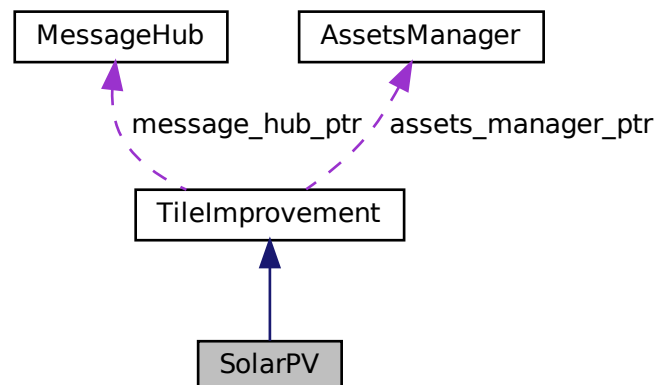 MessageHub
AssetsManager
message_hub_ptr
assets_manager_ptr
TileImprovement
SolarPV